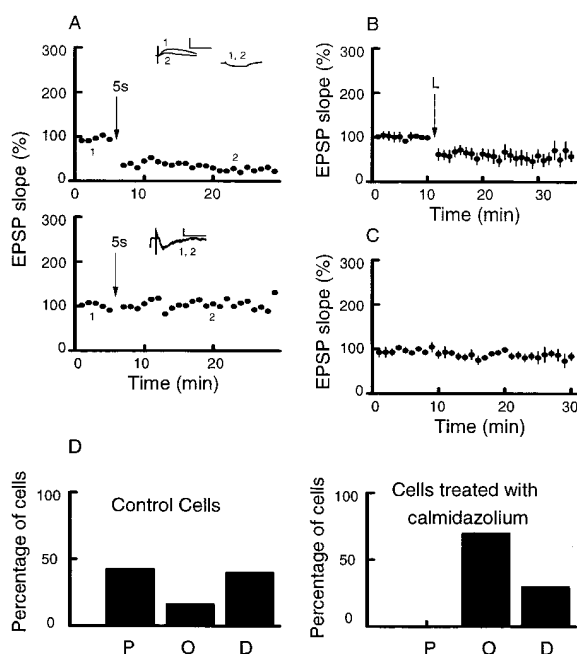 A
300
200
100
0
EPSP slope (%)
5s
1
2
1
2
1, 2
0
10
20
Time (min)
300
200
100
0
5s
1
2
1, 2
0
10
20
Time (min)
B
300
200
100
0
EPSP slope (%)
L
0
10
20
30
Time (min)
C
300
200
100
0
EPSP slope (%)
0
10
20
30
Time (min)
D
100
50
0
Percentage of cells
Control Cells
P
O
D
100
50
0
Percentage of cells
Cells treated with
calmidazolium
P
O
D